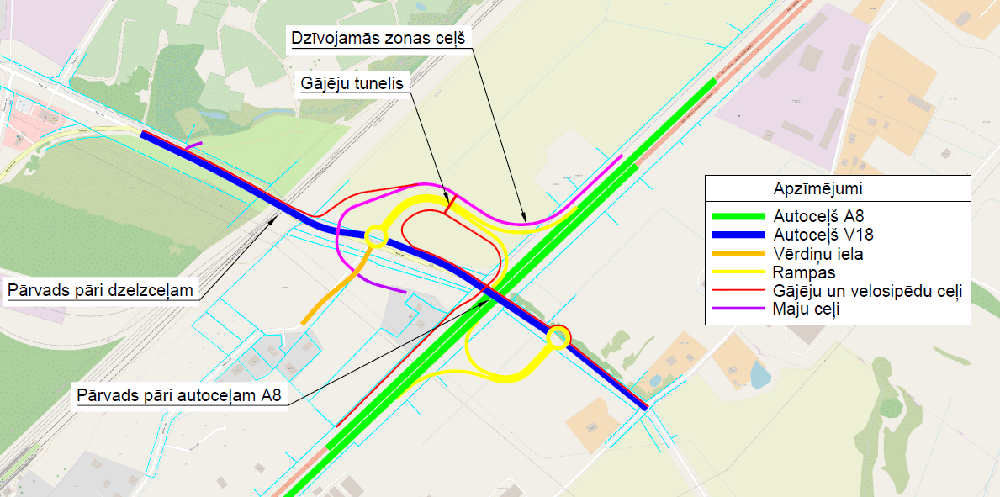 Dzīvojamās zonas ceļš
Gājēju tunelis
Apzīmējumi
Autoceļš A8
Autoceļš V18
Vērdiņu iela
Rampas
Gājēju un velosipēdu ceļi
Māju ceļi
Pārvads pāri dzelzceļam
Pārvads pāri autoceļam A8